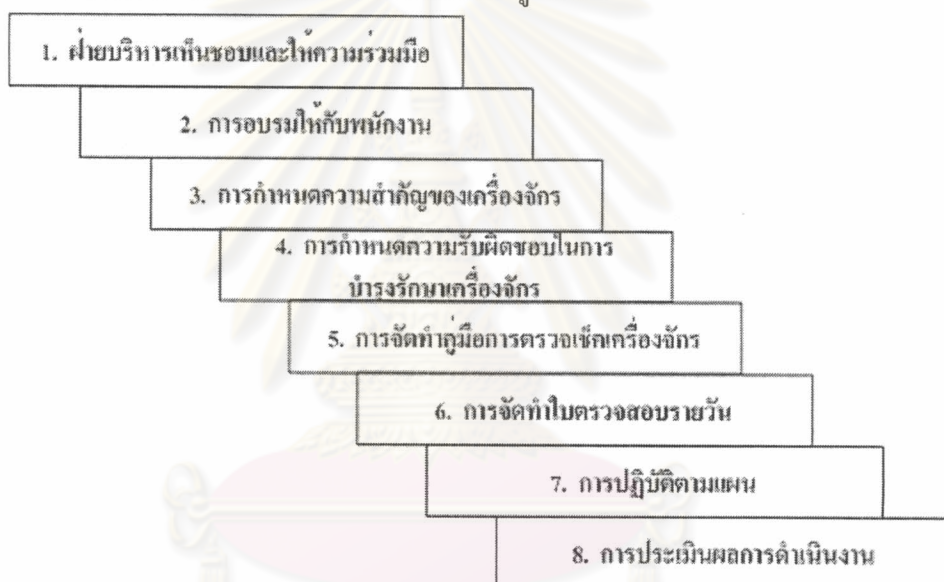 1. ฝ่ายบริหารเห็นชอบและให้ความร่วมมือ
2. การอบรมให้กับพนักงาน
3. การกำหนดความสำคัญของเครื่องจักร
4. การกำหนดความรับผิดชอบในการ
บำรุงรักษาเครื่องจักร
5. การจัดทำคู่มือการตรวจเช็คเครื่องจักร
6. การจัดทำใบตรวจสอบรายวัน
7. การปฏิบัติตามแผน
8. การประเมินผลการดำเนินงาน